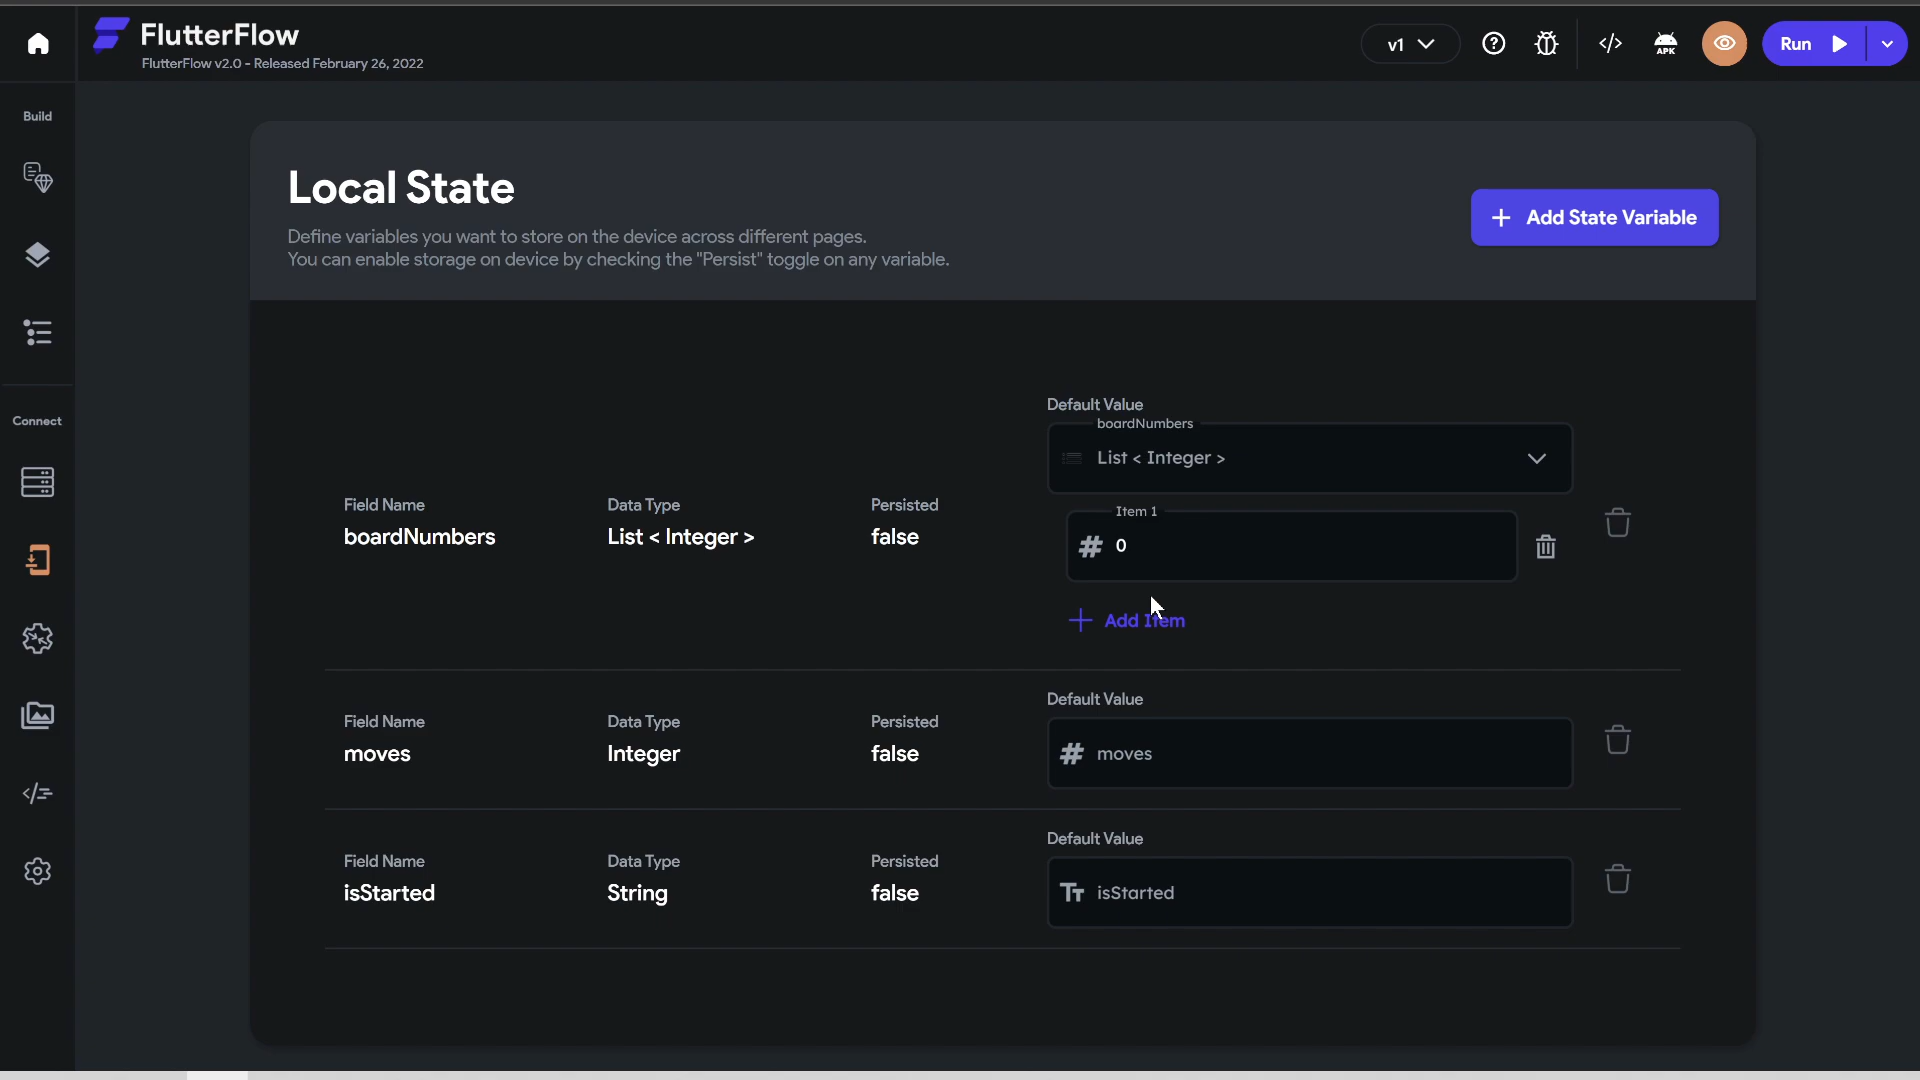 FlutterFlow
FlutterFlow v2.0 - Released February 26, 2022
v1
APK
Run
Build
Connect
Local State
Define variables you want to store on the device across different pages.
You can enable storage on device by checking the "Persist" toggle on any variable.
+ Add State Variable
Default Value
boardNumbers
List < Integer >
Field Name
Data Type
Persisted
boardNumbers
List < Integer >
false
Item 1
# 0
+ Add Item
Default Value
Field Name
Data Type
Persisted
moves
Integer
false
# moves
Default Value
Field Name
Data Type
Persisted
isStarted
String
false
Tт isStarted